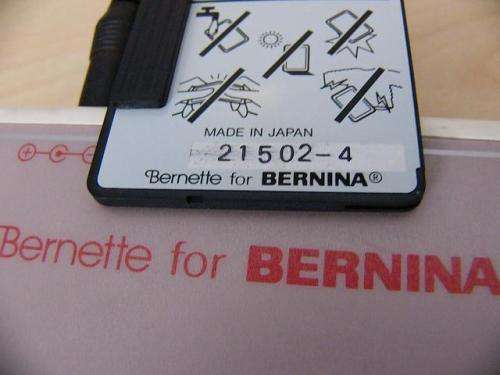 MADE IN JAPAN
21502-4
Bernette for BERNINA®
Bernette for BERNINA